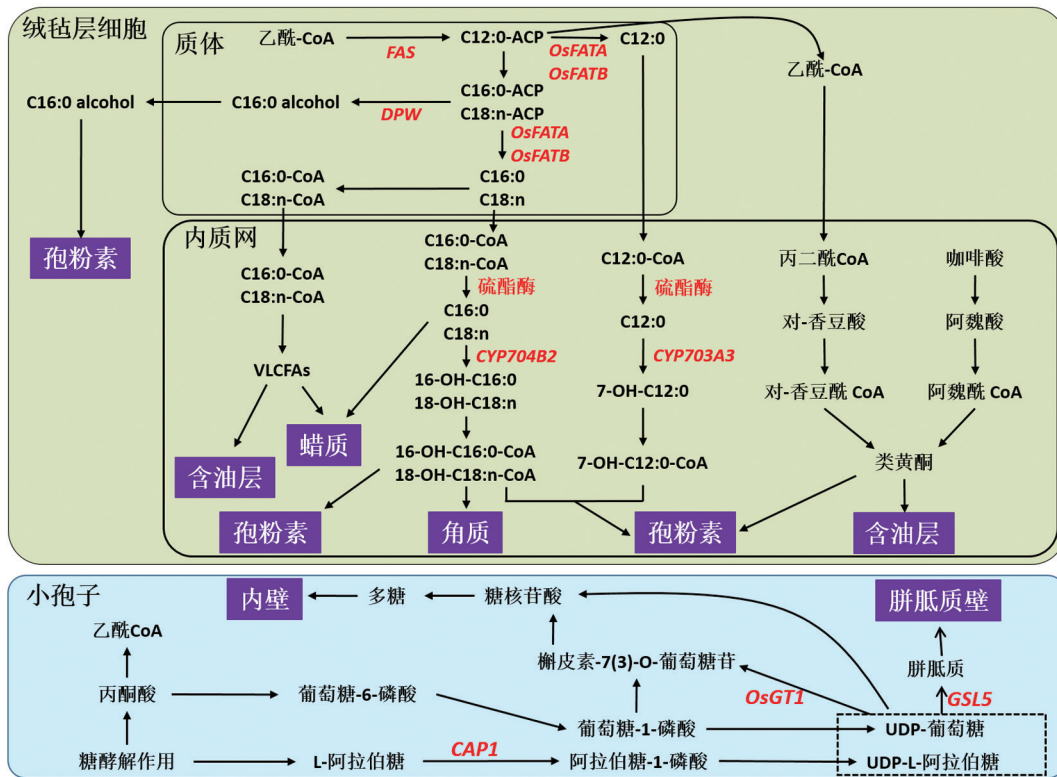 绒毡层细胞
质体
乙酰-CoA
FAS
C12:0-ACP
OsFATA
OsFATB
C12:0
乙酰-CoA
C16:0 alcohol
C16:0 alcohol
DPW
C16:0-ACP
C18:n-ACP
OsFATA
OsFATB
C16:0-CoA
C18:n-CoA
C16:0
C18:n
孢粉素
内质网
C16:0-CoA
C18:n-CoA
C16:0-CoA
C18:n-CoA
硫酯酶
C16:0
C18:n
CYP704B2
16-OH-C16:0
18-OH-C18:n
16-OH-C16:0-CoA
18-OH-C18:n-CoA
C12:0-CoA
硫酯酶
C12:0
CYP703A3
7-OH-C12:0
7-OH-C12:0-CoA
丙二酰CoA
对-香豆酸
对-香豆酰 CoA
咖啡酸
阿魏酸
阿魏酰 CoA
类黄酮
VLCFAs
蜡质
含油层
孢粉素
角质
孢粉素
含油层
小孢子
内壁
多糖
糖核苷酸
胼胝质壁
乙酰CoA
槲皮素-7(3)-O-葡萄糖苷
胼胝质
丙酮酸
葡萄糖-6-磷酸
OsGT1
GSL5
葡萄糖-1-磷酸
UDP-葡萄糖
糖酵解作用
L-阿拉伯糖
CAP1
阿拉伯糖-1-磷酸
UDP-L-阿拉伯糖